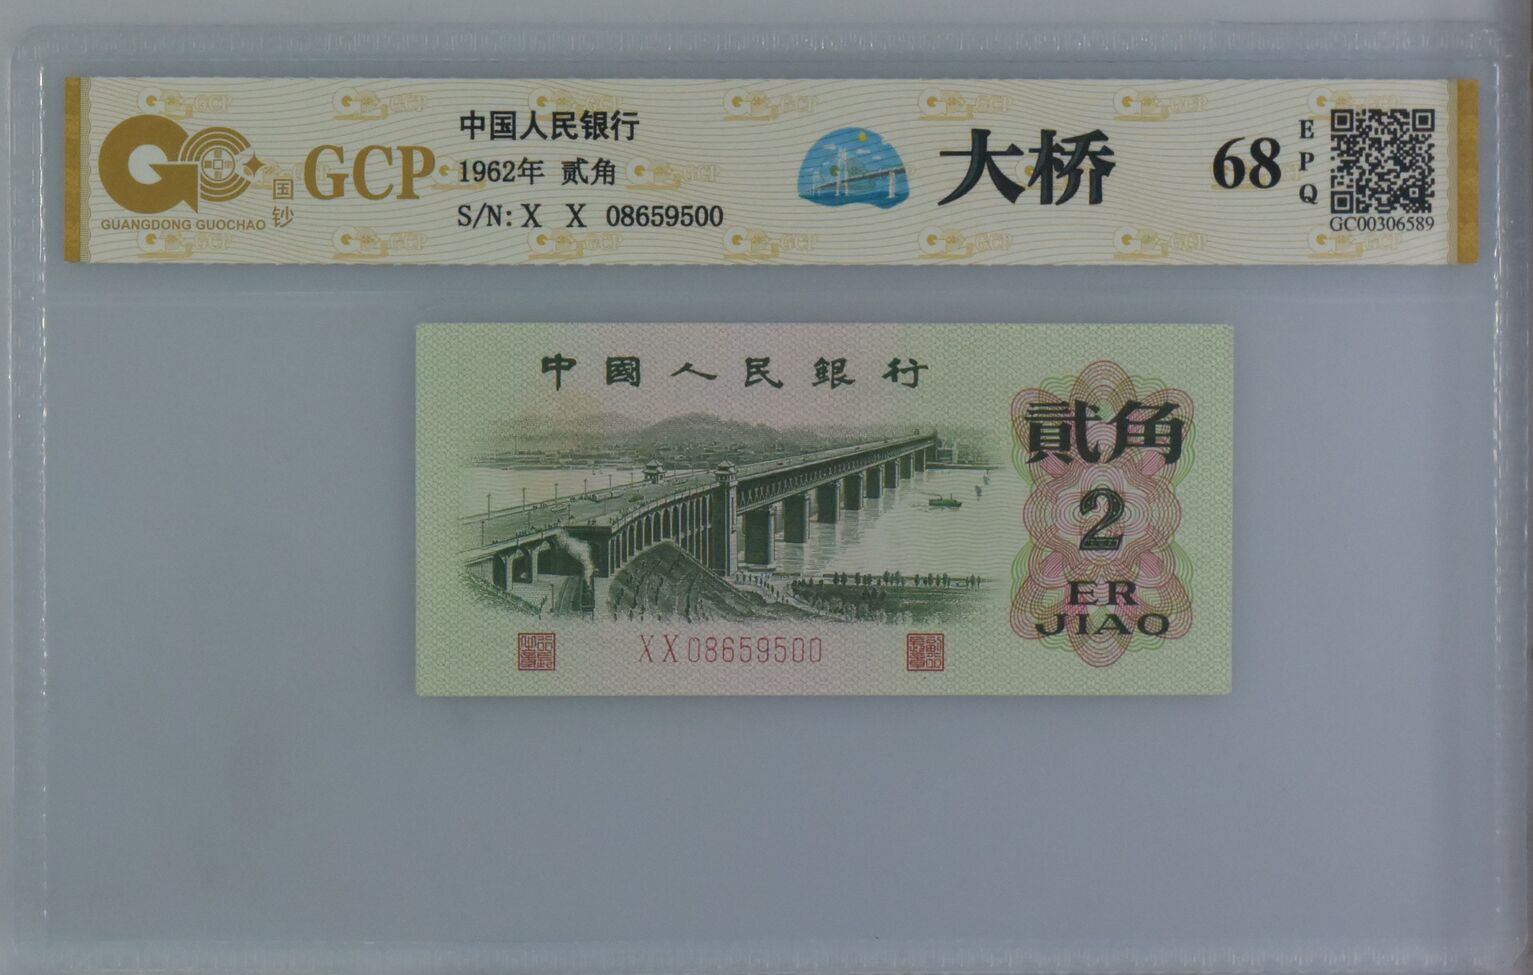 GUANGDONG GUOCHAO
国钞
GCP
中国人民银行
1962年 贰角
S/N: X X 08659500
大桥
68
EPQ
GC00306589
中國人民銀行
貳角
2
ER
JIAO
XX08659500